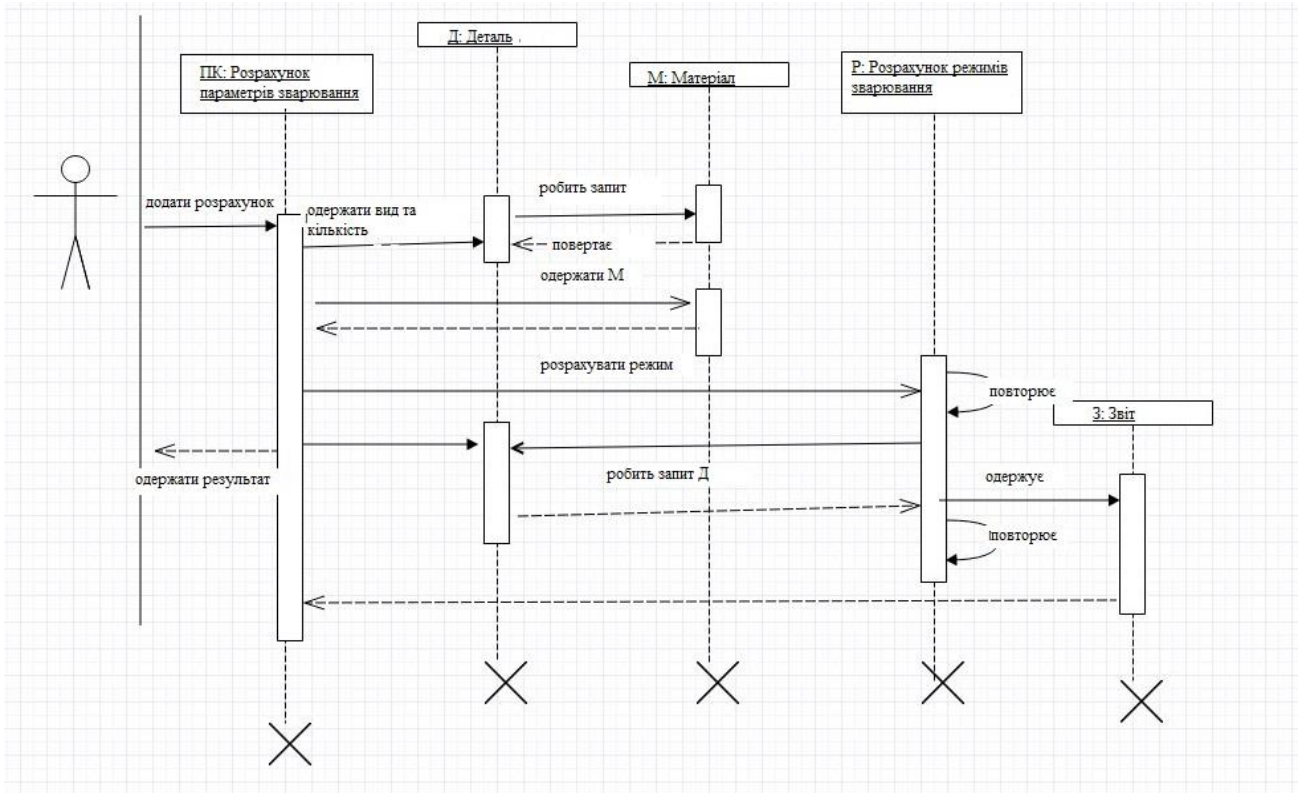 Д: Деталь .
ПК: Розрахунок
параметрів зварювання
М: Матеріал
Р: Розрахунок режимів
зварювання
робить запит
додати розрахунок
одержати вид та
кількість
повертає
одержати М
розрахувати режим
повторює
З: Звіт
одержати результат
робить запит Д
одержує
повторює